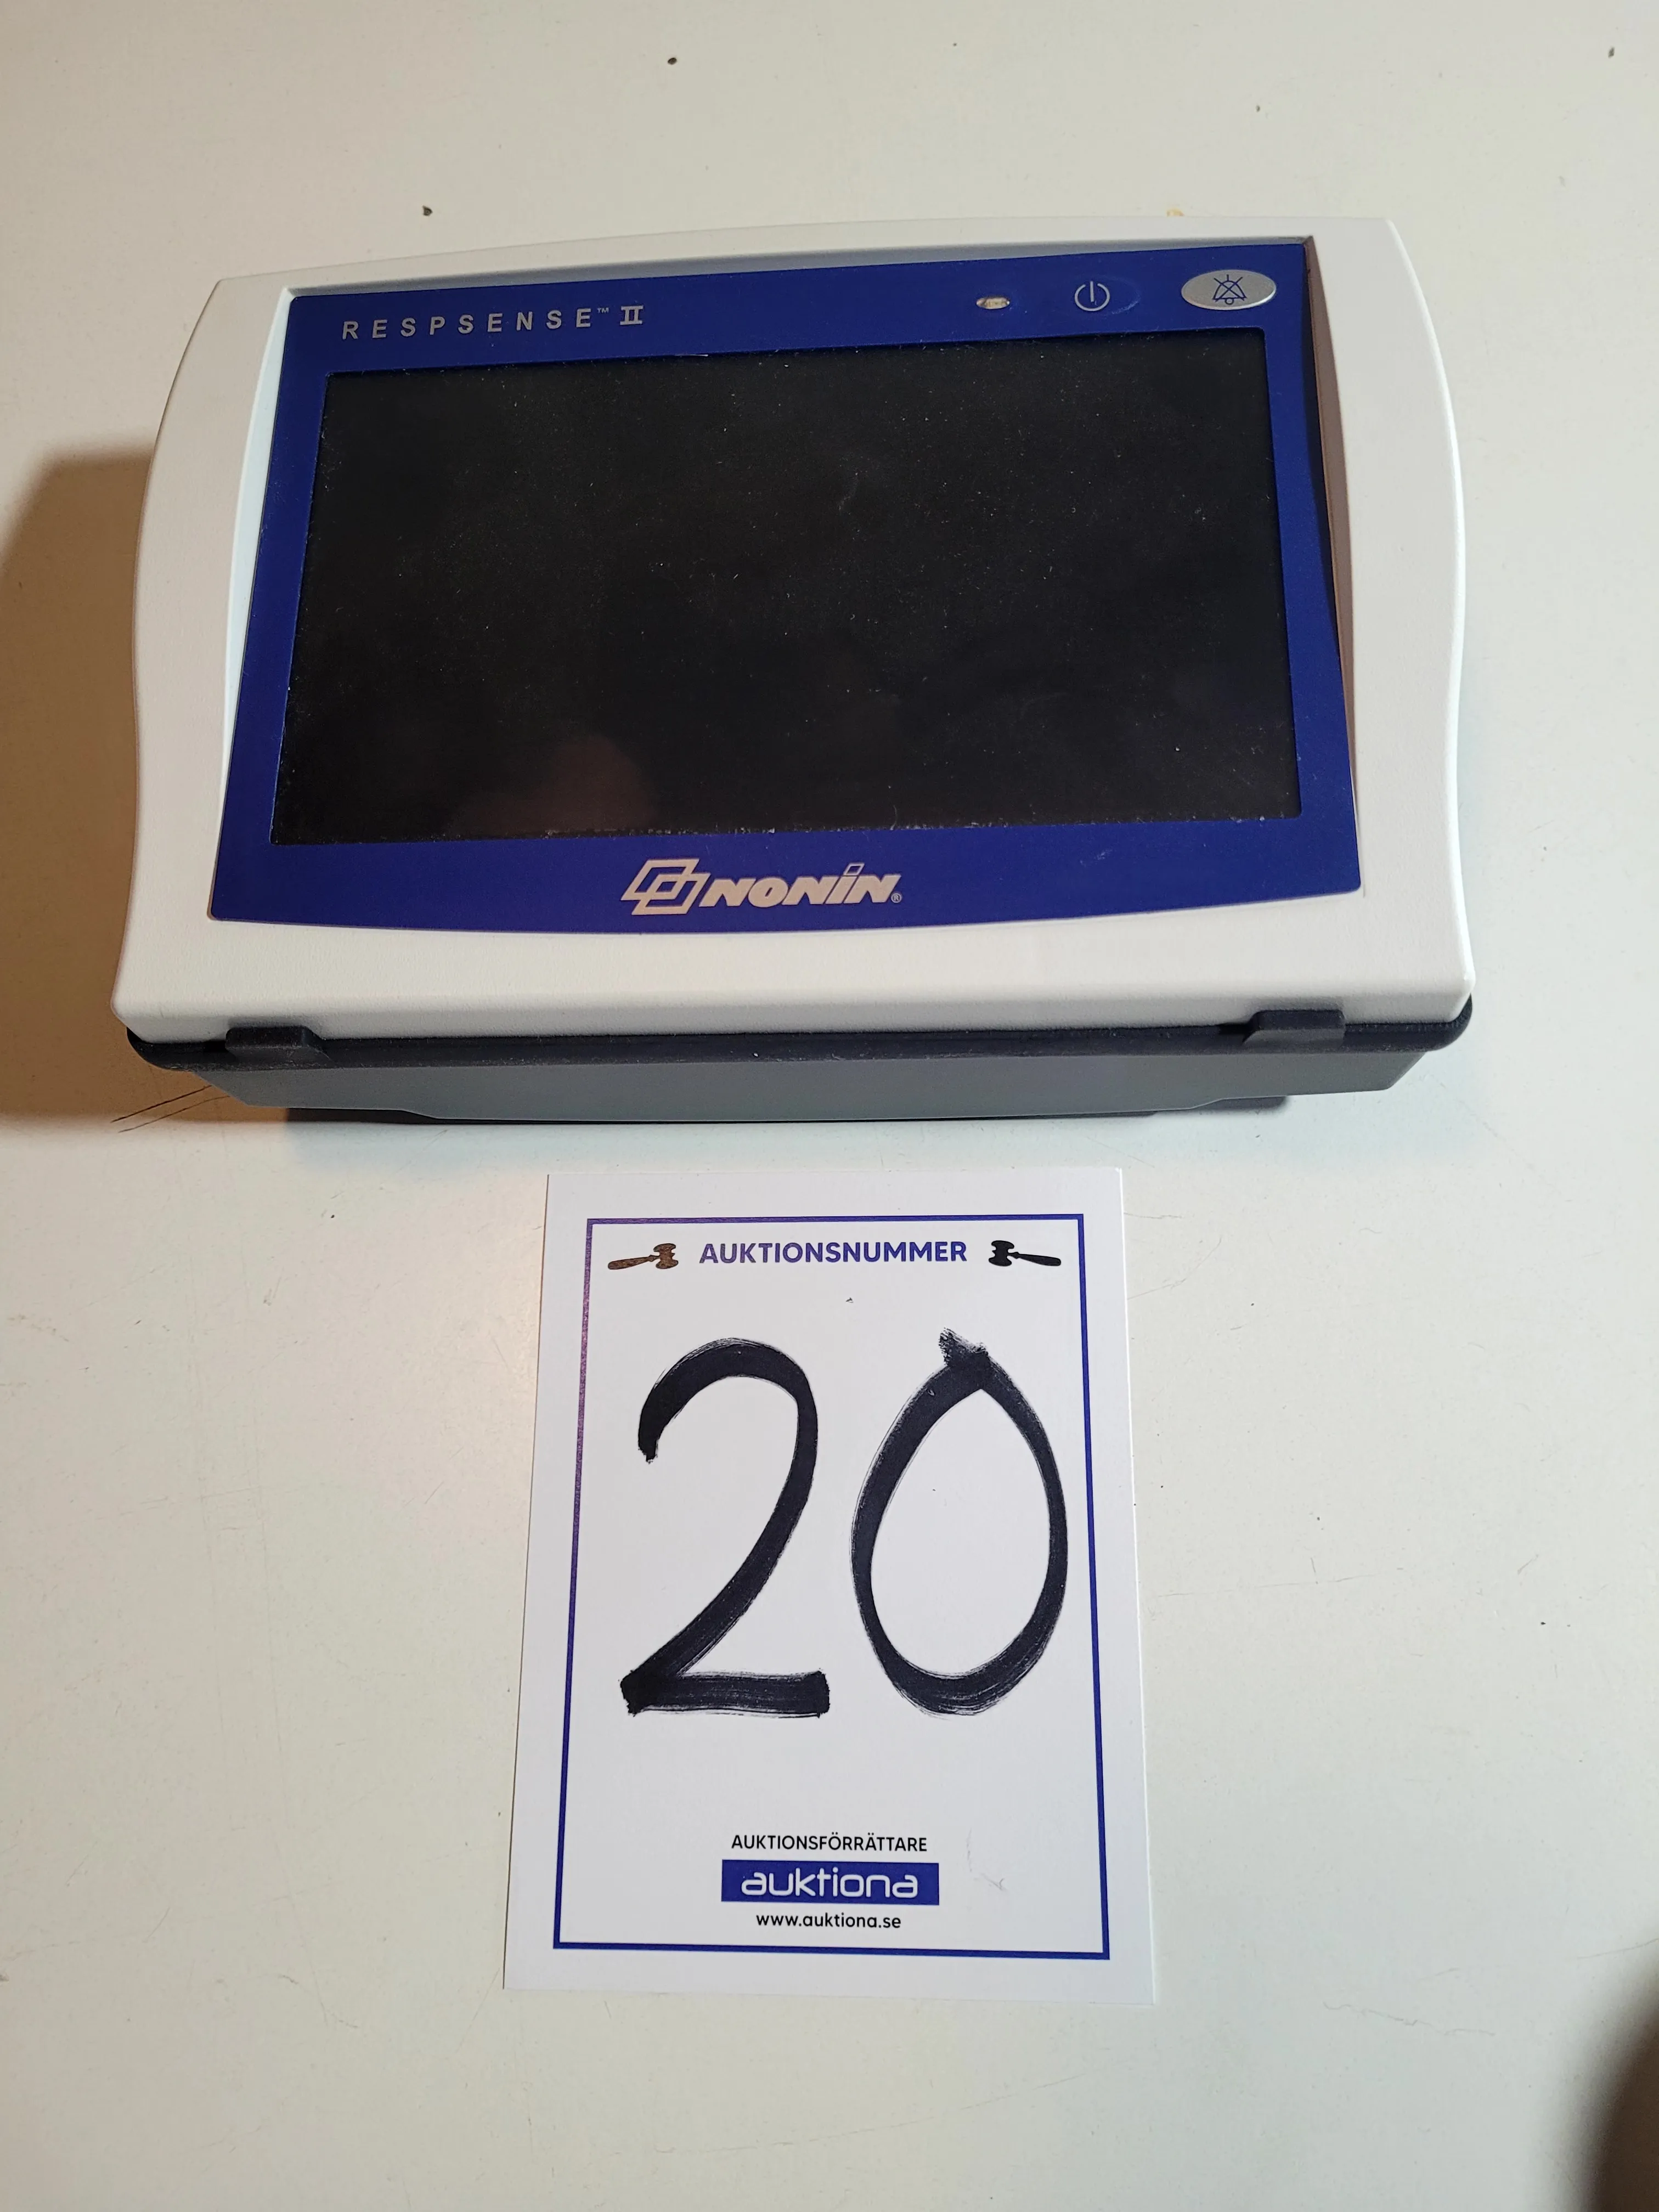 RESPSENSE™ II
NONIN®
AUKTIONSNUMMER
20
AUKTIONSFÖRRÄTTARE
auktiona
www.auktiona.se